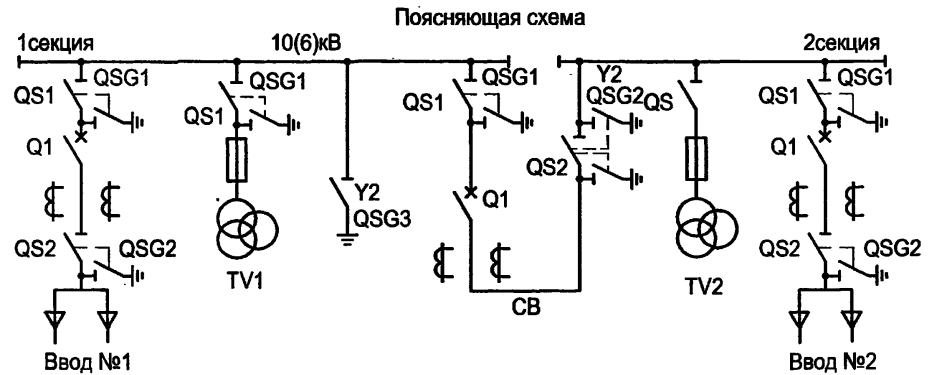 Поясняющая схема
1секция
10(6)кВ
2секция
QSG1
QS1
Q1
QS2
QSG2
Ввод №1
QSG1
QS1
TV1
Y2
QSG3
QSG1
QS1
Q1
СВ
Y2
QSG2
QS2
QS
TV2
QSG1
QS1
Q1
QS2
QSG2
Ввод №2